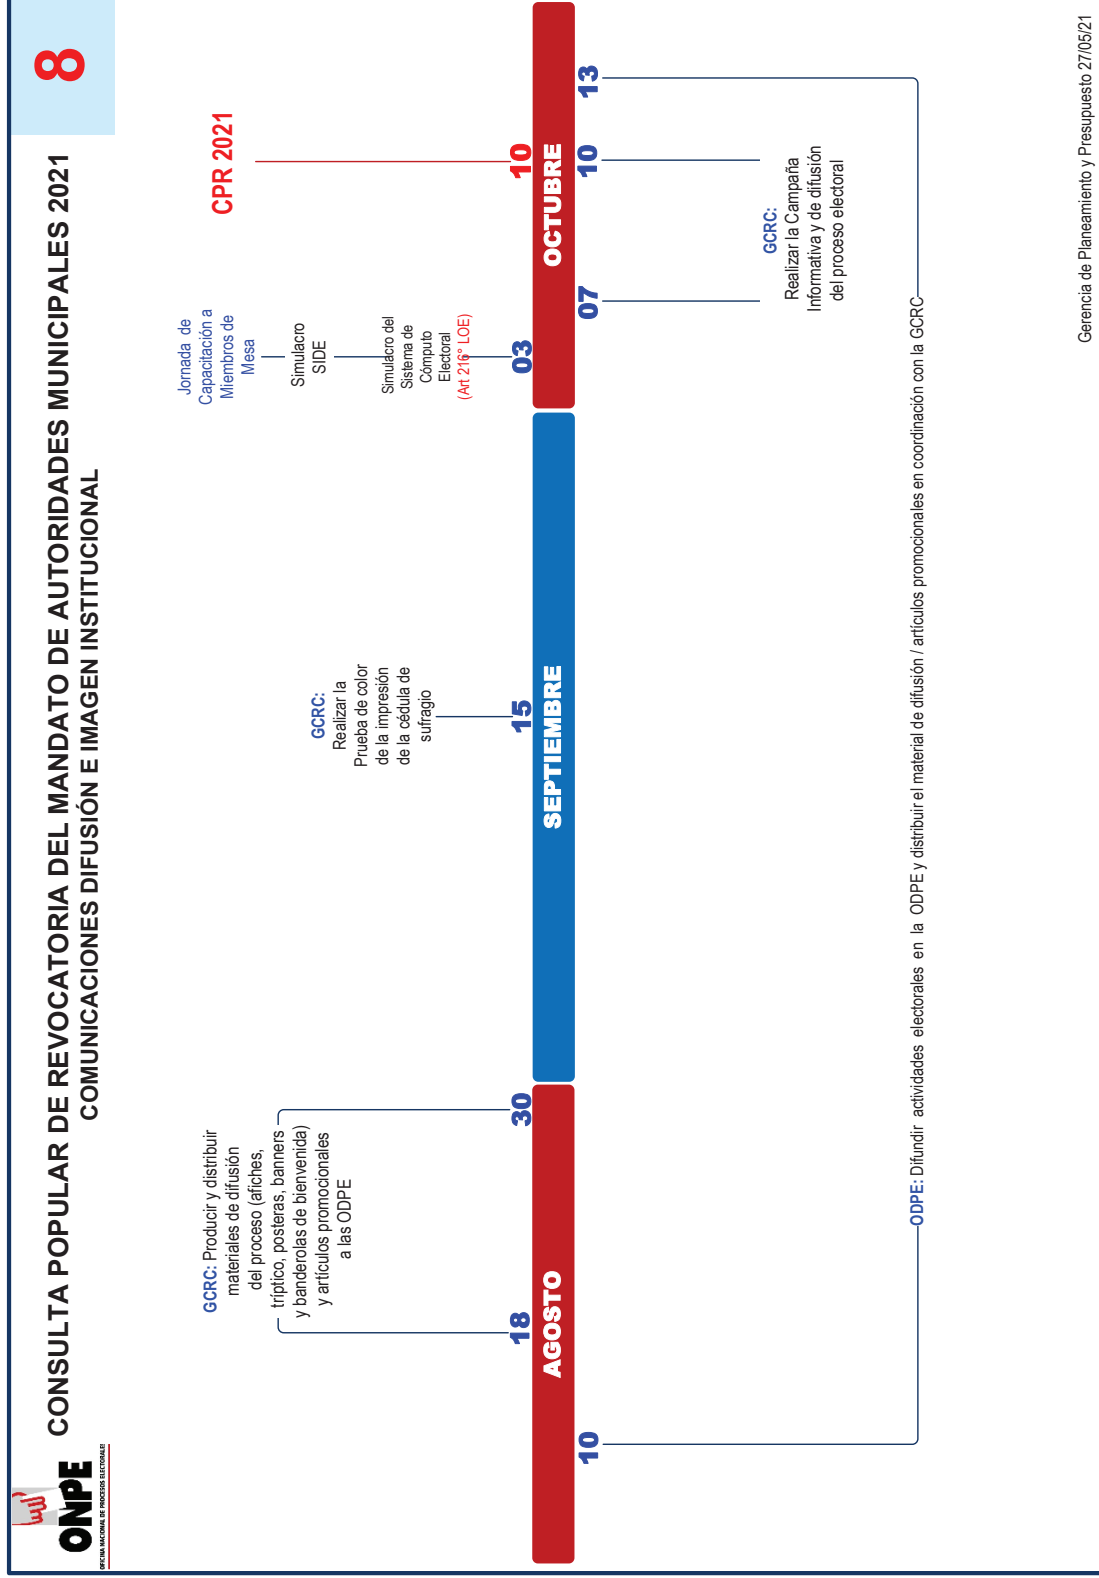 ONPE
OFICINA NACIONAL DE PROCESOS ELECTORALES
CONSULTA POPULAR DE REVOCATORIA DEL MANDATO DE AUTORIDADES MUNICIPALES 2021
COMUNICACIONES DIFUSIÓN E IMAGEN INSTITUCIONAL
8
GCRC: Producir y distribuir
materiales de difusión
del proceso (afiches,
tríptico, posteras, banners
y banderolas de bienvenida)
y artículos promocionales
a las ODPE
18
30
GCRC:
Realizar la
Prueba de color
de la impresión
de la cédula de
sufragio
15
Jornada de
Capacitación a
Miembros de
Mesa
Simulacro
SIDE
Simulacro del
Sistema de
Cómputo
Electoral
(Art 216° LOE)
03
CPR 2021
10
AGOSTO
SEPTIEMBRE
OCTUBRE
10
07
10
13
GCRC:
Realizar la Campaña
Informativa y de difusión
del proceso electoral
ODPE: Difundir actividades electorales en la ODPE y distribuir el material de difusión / artículos promocionales en coordinación con la GCRC
Gerencia de Planeamiento y Presupuesto 27/05/21